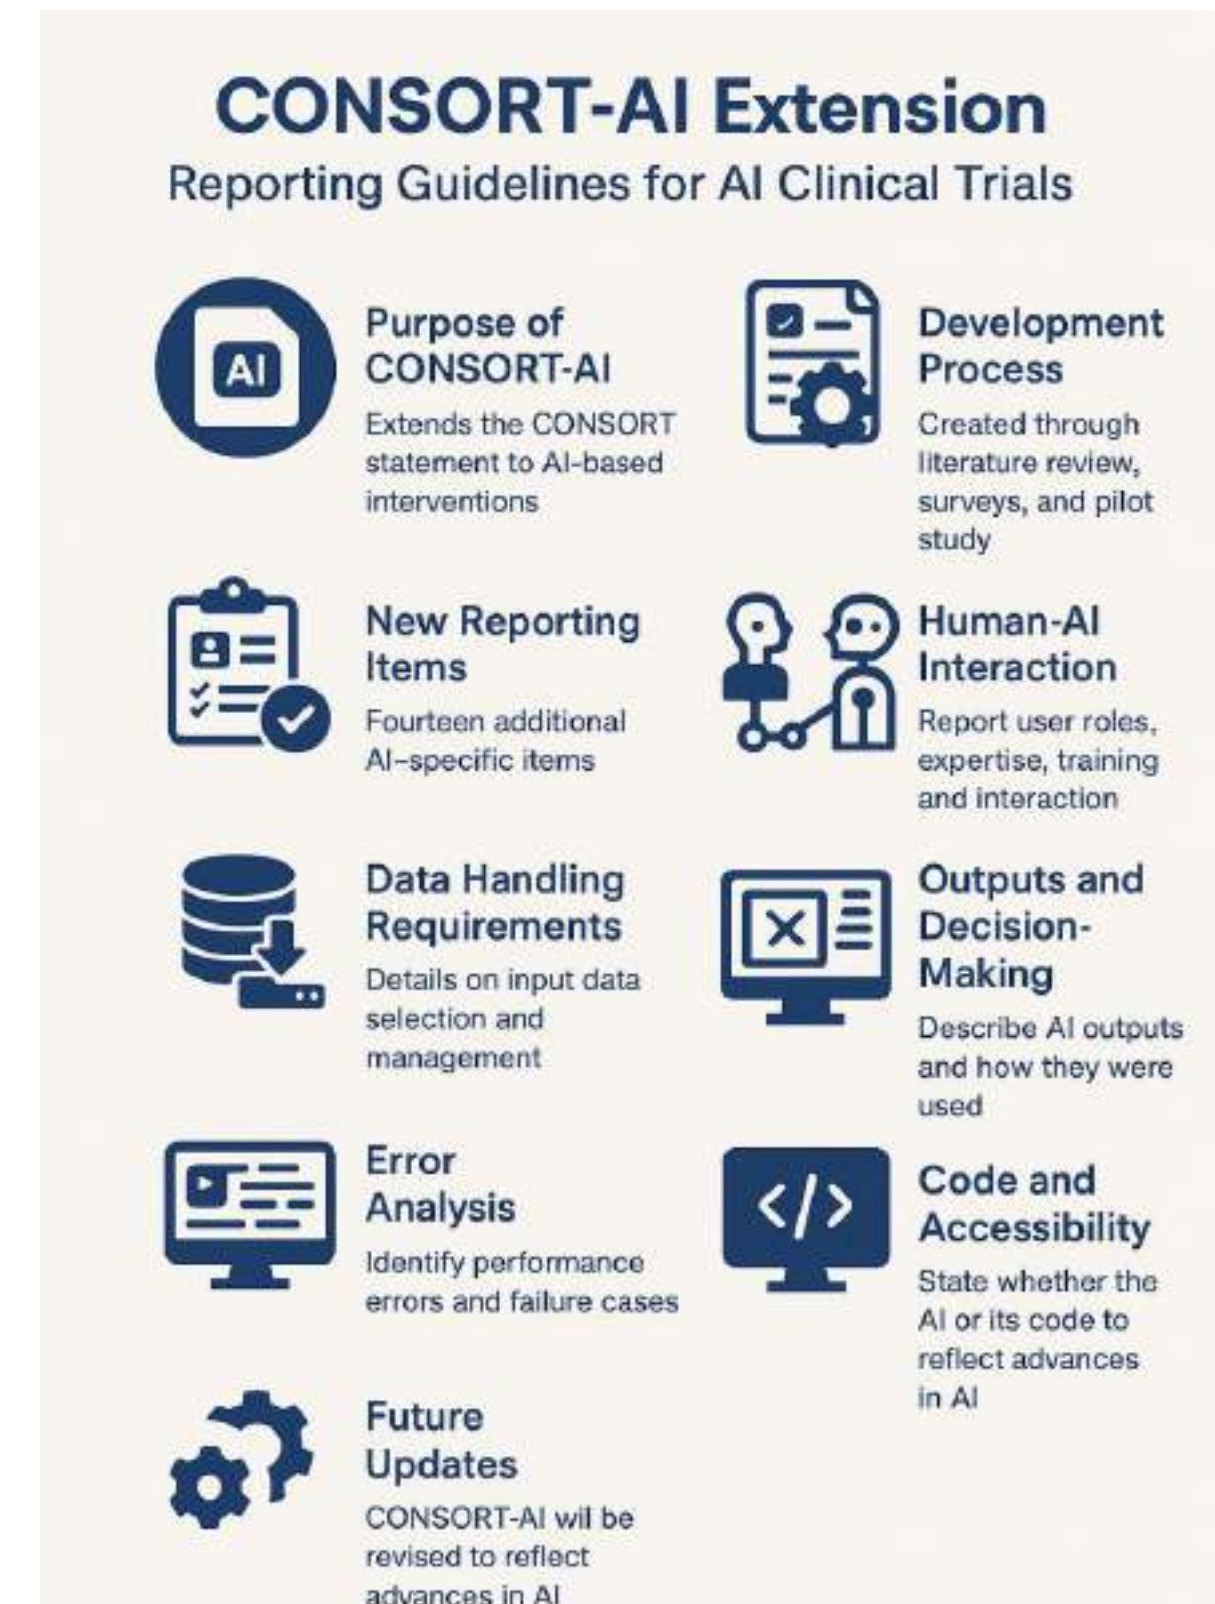 CONSORT-AI Extension
Reporting Guidelines for AI Clinical Trials
AI
Purpose of
CONSORT-AI
Extends the CONSORT
statement to AI-based
interventions
Development
Process
Created through
literature review,
surveys, and pilot
study
New Reporting
Items
Fourteen additional
AI-specific items
Human-AI
Interaction
Report user roles,
expertise, training
and interaction
Data Handling
Requirements
Details on input data
selection and
management
Outputs and
Decision-
Making
Describe AI outputs
and how they were
used
Error
Analysis
Identify performance
errors and failure cases
</>
Code and
Accessibility
State whether the
AI or its code to
reflect advances
in AI
Future
Updates
CONSORT-AI wil be
revised to reflect
advances in AI